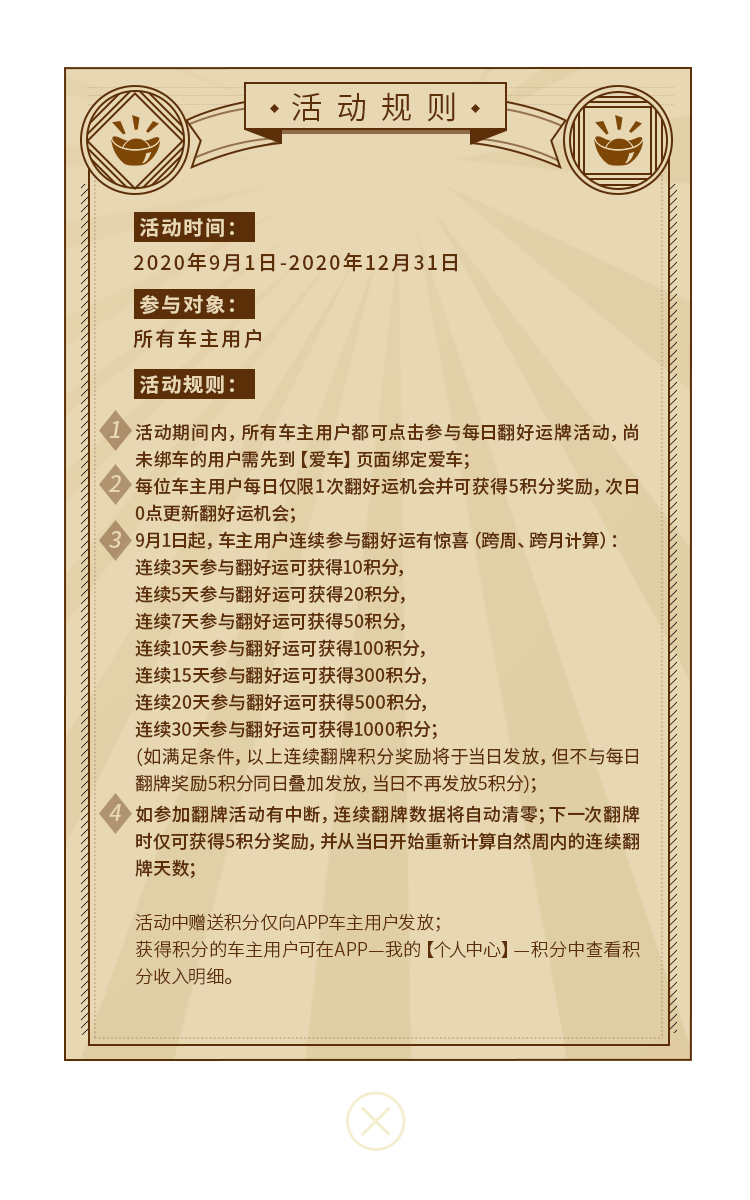 活动规则
活动时间：
2020年9月1日-2020年12月31日
参与对象：
所有车主用户
活动规则：
1 活动期间内，所有车主用户都可点击参与每日翻好运牌活动，尚
未绑车的用户需先到【爱车】页面绑定爱车；
2 每位车主用户每日仅限1次翻好运机会并可获得5积分奖励，次日
0点更新翻好运机会；
3 9月1日起，车主用户连续参与翻好运有惊喜（跨周、跨月计算）：
连续3天参与翻好运可获得10积分，
连续5天参与翻好运可获得20积分，
连续7天参与翻好运可获得50积分，
连续10天参与翻好运可获得100积分，
连续15天参与翻好运可获得300积分，
连续20天参与翻好运可获得500积分，
连续30天参与翻好运可获得1000积分；
(如满足条件，以上连续翻牌积分奖励将于当日发放，但不与每日
翻牌奖励5积分同日叠加发放，当日不再发放5积分)；
4 如参加翻牌活动有中断，连续翻牌数据将自动清零；下一次翻牌
时仅可获得5积分奖励，并从当日开始重新计算自然周内的连续翻
牌天数；
活动中赠送积分仅向APP车主用户发放；
获得积分的车主用户可在APP—我的【个人中心】—积分中查看积
分收入明细。